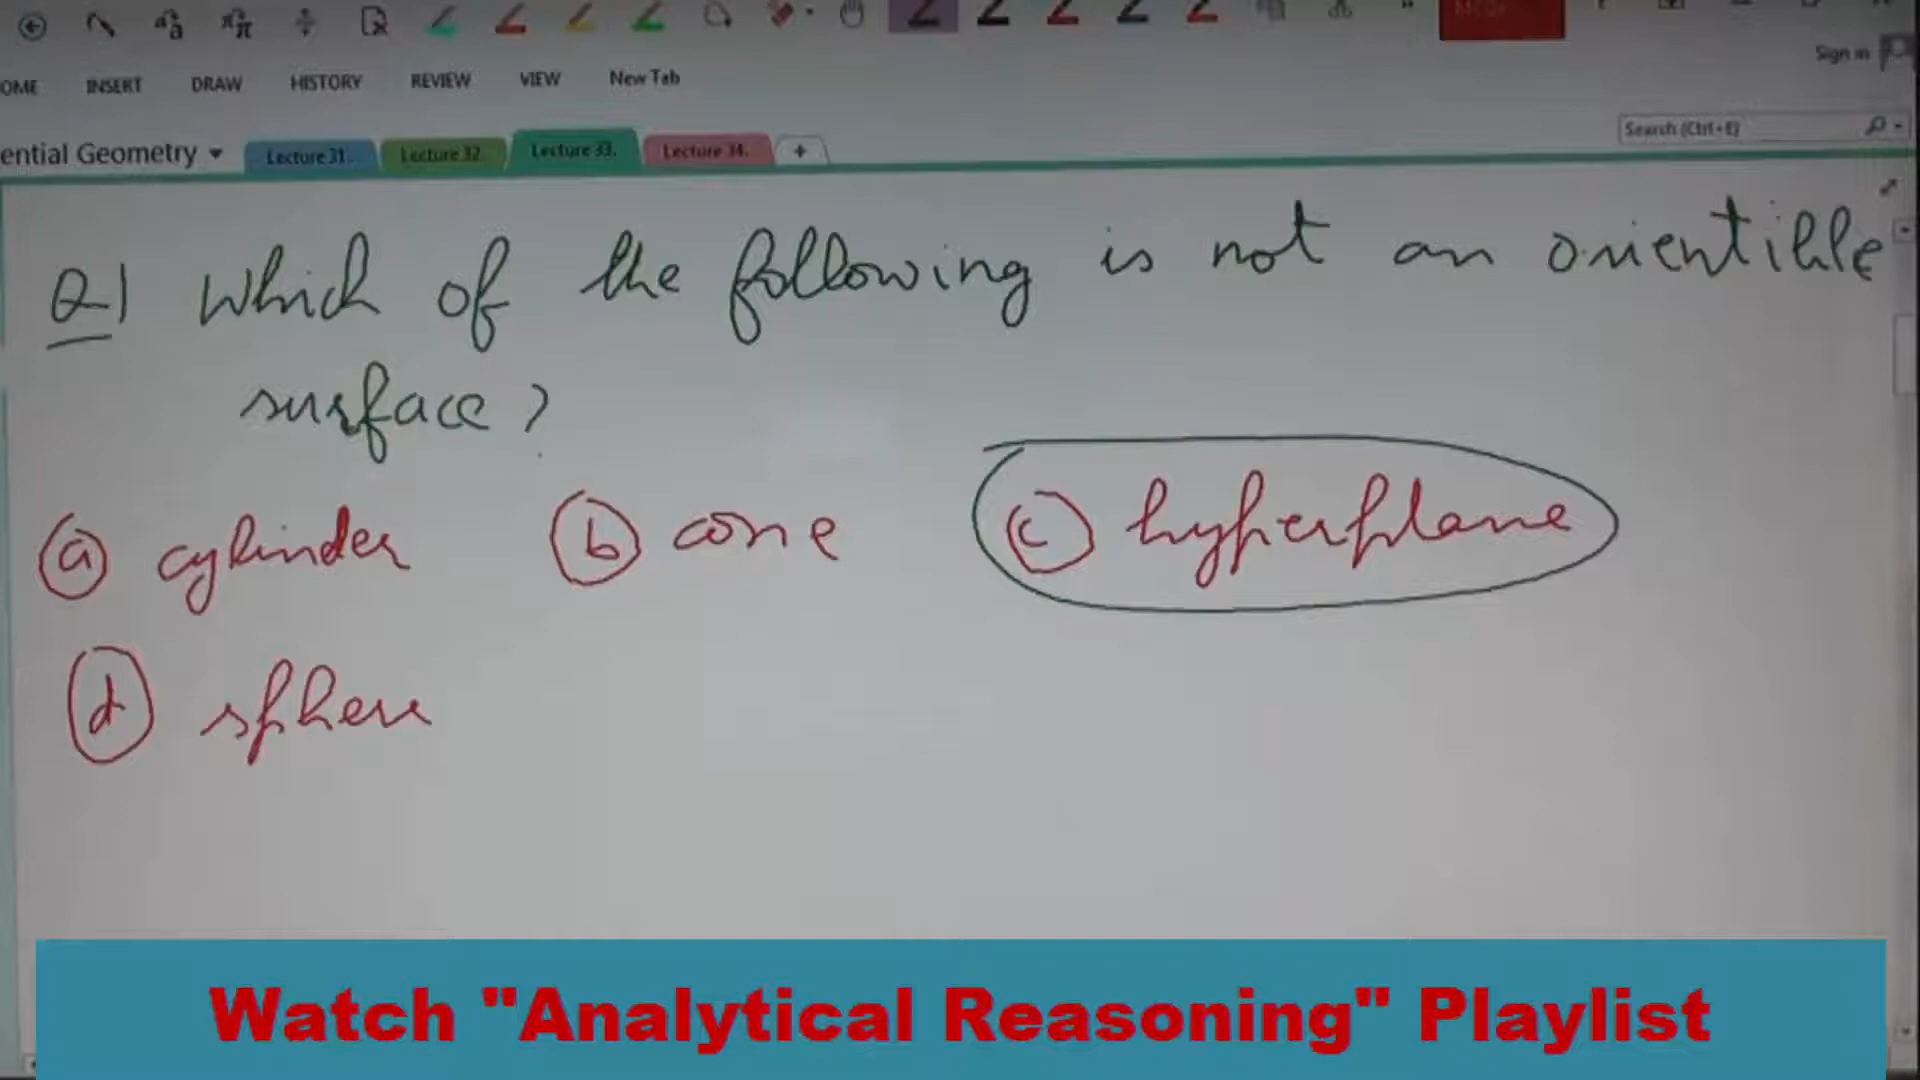 Sign in
OME INSERT DRAW HISTORY REVIEW VIEW New Tab
Search (Ctrl+E)
ential Geometry Lecture 31. Lecture 32. Lecture 33. Lecture 34. +
Q1 Which of the following is not an orientible
surface?
(a) cylinder (b) cone (c) hyperplane
(d) sphere
Watch "Analytical Reasoning" Playlist